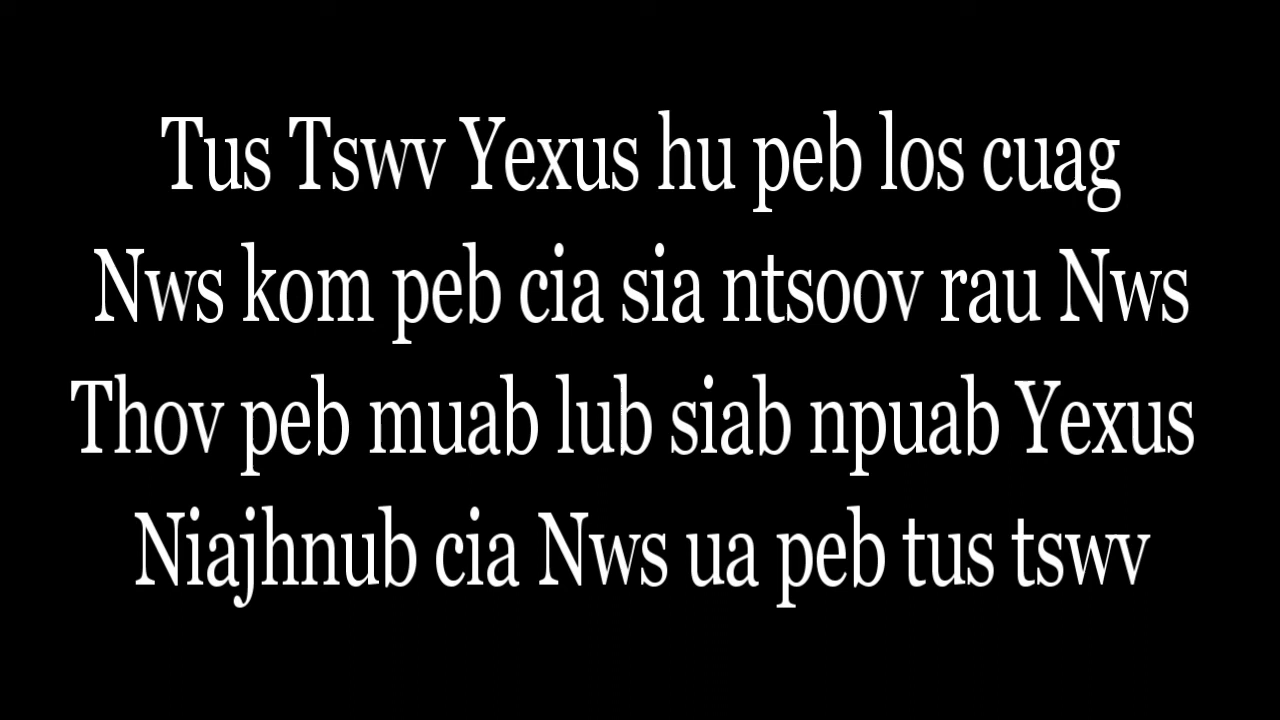 Tus Tswv Yexus hu peb los cuag
Nws kom peb cia sia ntsoov rau Nws
Thov peb muab lub siab npuab Yexus
Niajhnub cia Nws ua peb tus tswv